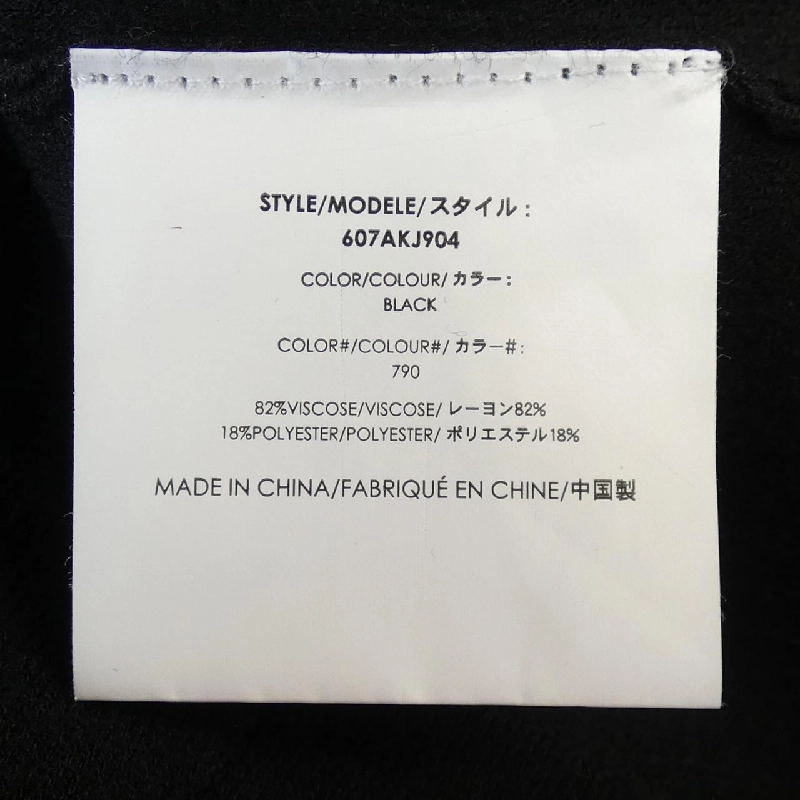 STYLE/MODELE/スタイル:
607AKJ904
COLOR/COLOUR/カラー:
BLACK
COLOR#/COLOUR#/カラー#:
790
82%VISCOSE/VISCOSE/レーヨン82%
18%POLYESTER/POLYESTER/ポリエステル18%
MADE IN CHINA/FABRIQUÉ EN CHINE/中国製